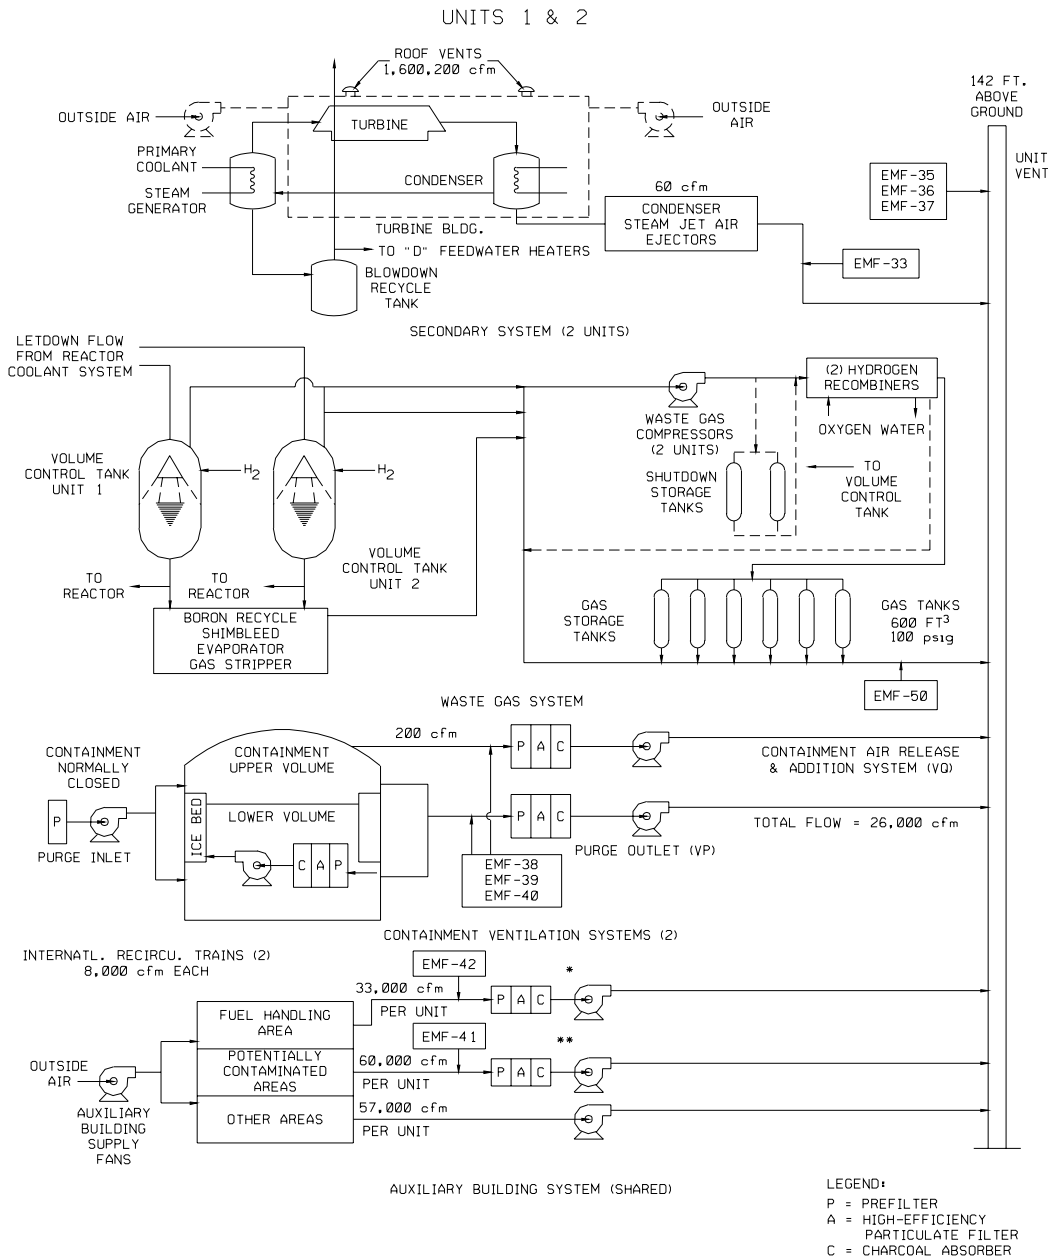 UNITS 1 & 2
ROOF VENTS
1,600,200 cfm
142 FT.
ABOVE
GROUND
OUTSIDE AIR
TURBINE
OUTSIDE
AIR
UNIT
VENT
PRIMARY
COOLANT
STEAM
GENERATOR
CONDENSER
60 cfm
CONDENSER
STEAM JET AIR
EJECTORS
EMF-35
EMF-36
EMF-37
TURBINE BLDG.
TO "D" FEEDWATER HEATERS
EMF-33
BLOWDOWN
RECYCLE
TANK
SECONDARY SYSTEM (2 UNITS)
LETDOWN FLOW
FROM REACTOR
COOLANT SYSTEM
(2) HYDROGEN
RECOMBINERS
WASTE GAS
COMPRESSORS
(2 UNITS)
OXYGEN WATER
VOLUME
CONTROL TANK
UNIT 1
H2
H2
SHUTDOWN
STORAGE
TANKS
TO
VOLUME
CONTROL
TANK
VOLUME
CONTROL TANK
UNIT 2
TO
REACTOR
TO
REACTOR
BORON RECYCLE
SHIMBLEED
EVAPORATOR
GAS STRIPPER
GAS
STORAGE
TANKS
GAS TANKS
600 FT³
100 psig
EMF-50
WASTE GAS SYSTEM
200 cfm
CONTAINMENT
NORMALLY
CLOSED
CONTAINMENT
UPPER VOLUME
P A C
CONTAINMENT AIR RELEASE
& ADDITION SYSTEM (VQ)
P
ICE BED
LOWER VOLUME
P A C
TOTAL FLOW = 26,000 cfm
PURGE INLET
C A P
PURGE OUTLET (VP)
EMF-38
EMF-39
EMF-40
CONTAINMENT VENTILATION SYSTEMS (2)
INTERNATL. RECIRCU. TRAINS (2)
8,000 cfm EACH
EMF-42
*
33,000 cfm
PER UNIT
P A C
FUEL HANDLING
AREA
EMF-41
**
OUTSIDE
AIR
POTENTIALLY
CONTAMINATED
AREAS
60,000 cfm
PER UNIT
P A C
AUXILIARY
BUILDING
SUPPLY
FANS
OTHER AREAS
57,000 cfm
PER UNIT
AUXILIARY BUILDING SYSTEM (SHARED)
LEGEND:
P = PREFILTER
A = HIGH-EFFICIENCY
PARTICULATE FILTER
C = CHARCOAL ABSORBER